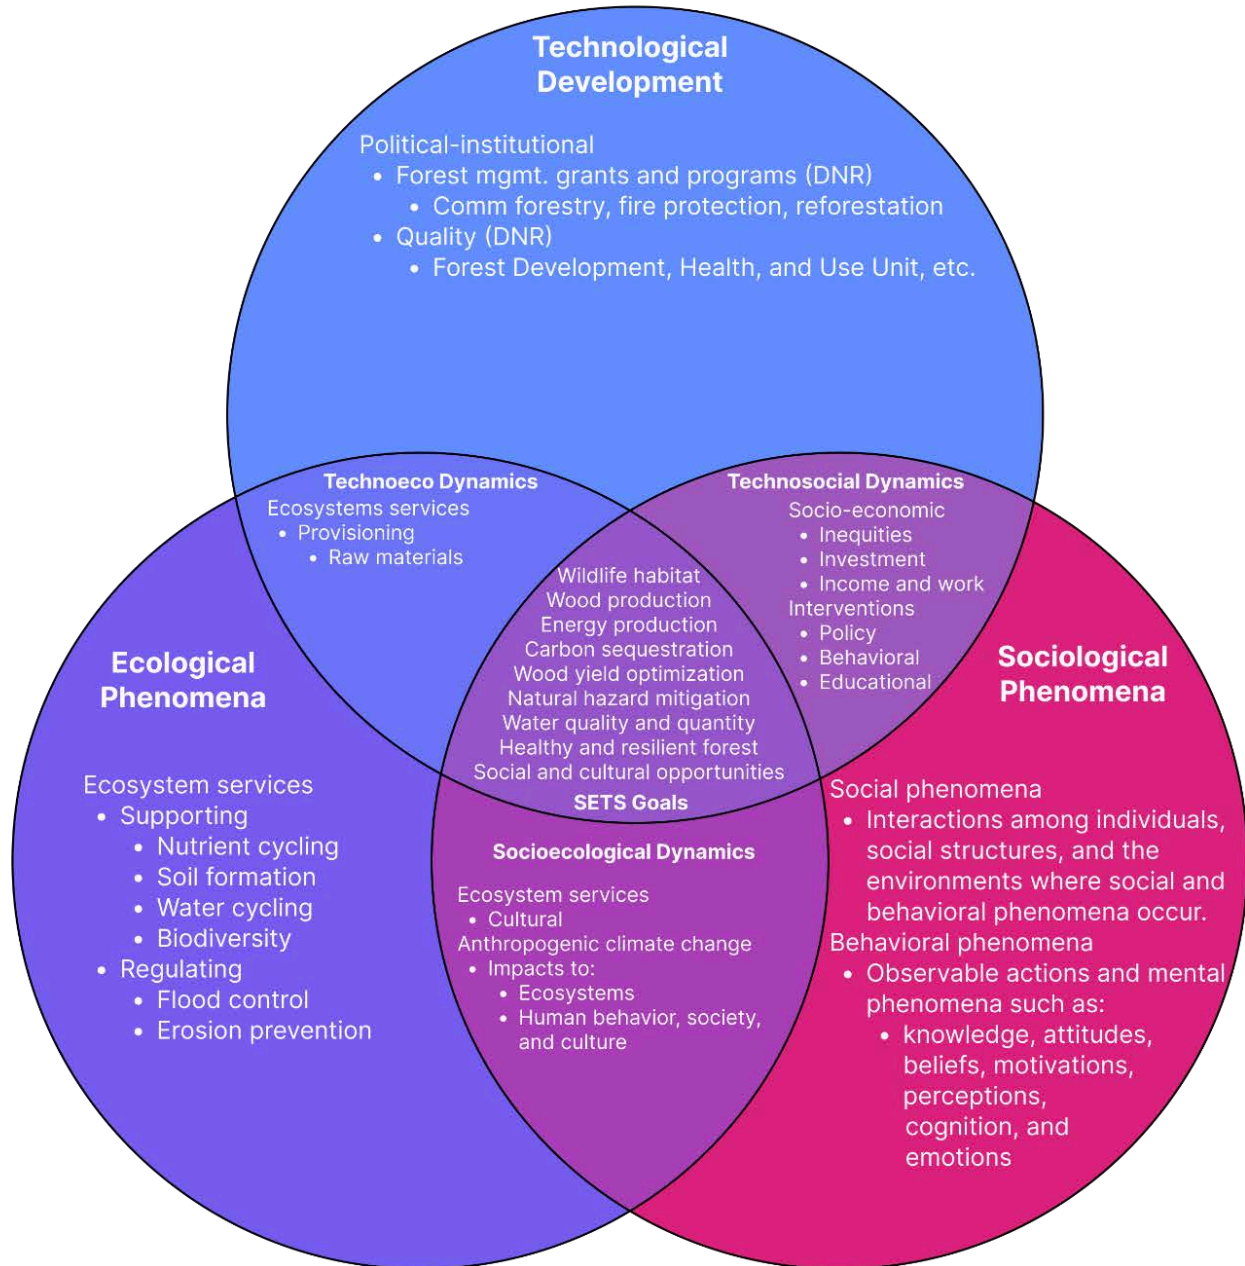 Technological
Development
Political-institutional
• Forest mgmt. grants and programs (DNR)
• Comm forestry, fire protection, reforestation
• Quality (DNR)
• Forest Development, Health, and Use Unit, etc.
Technoeco Dynamics
Ecosystems services
• Provisioning
• Raw materials
Technosocial Dynamics
Socio-economic
• Inequities
• Investment
• Income and work
Interventions
• Policy
• Behavioral
• Educational
Wildlife habitat
Wood production
Energy production
Carbon sequestration
Wood yield optimization
Natural hazard mitigation
Water quality and quantity
Healthy and resilient forest
Social and cultural opportunities
SETS Goals
Ecological
Phenomena
Ecosystem services
• Supporting
• Nutrient cycling
• Soil formation
• Water cycling
• Biodiversity
• Regulating
• Flood control
• Erosion prevention
Socioecological Dynamics
Ecosystem services
• Cultural
Anthropogenic climate change
• Impacts to:
• Ecosystems
• Human behavior, society,
and culture
Sociological
Phenomena
Social phenomena
• Interactions among individuals,
social structures, and the
environments where social and
behavioral phenomena occur.
Behavioral phenomena
• Observable actions and mental
phenomena such as:
• knowledge, attitudes,
beliefs, motivations,
perceptions,
cognition, and
emotions